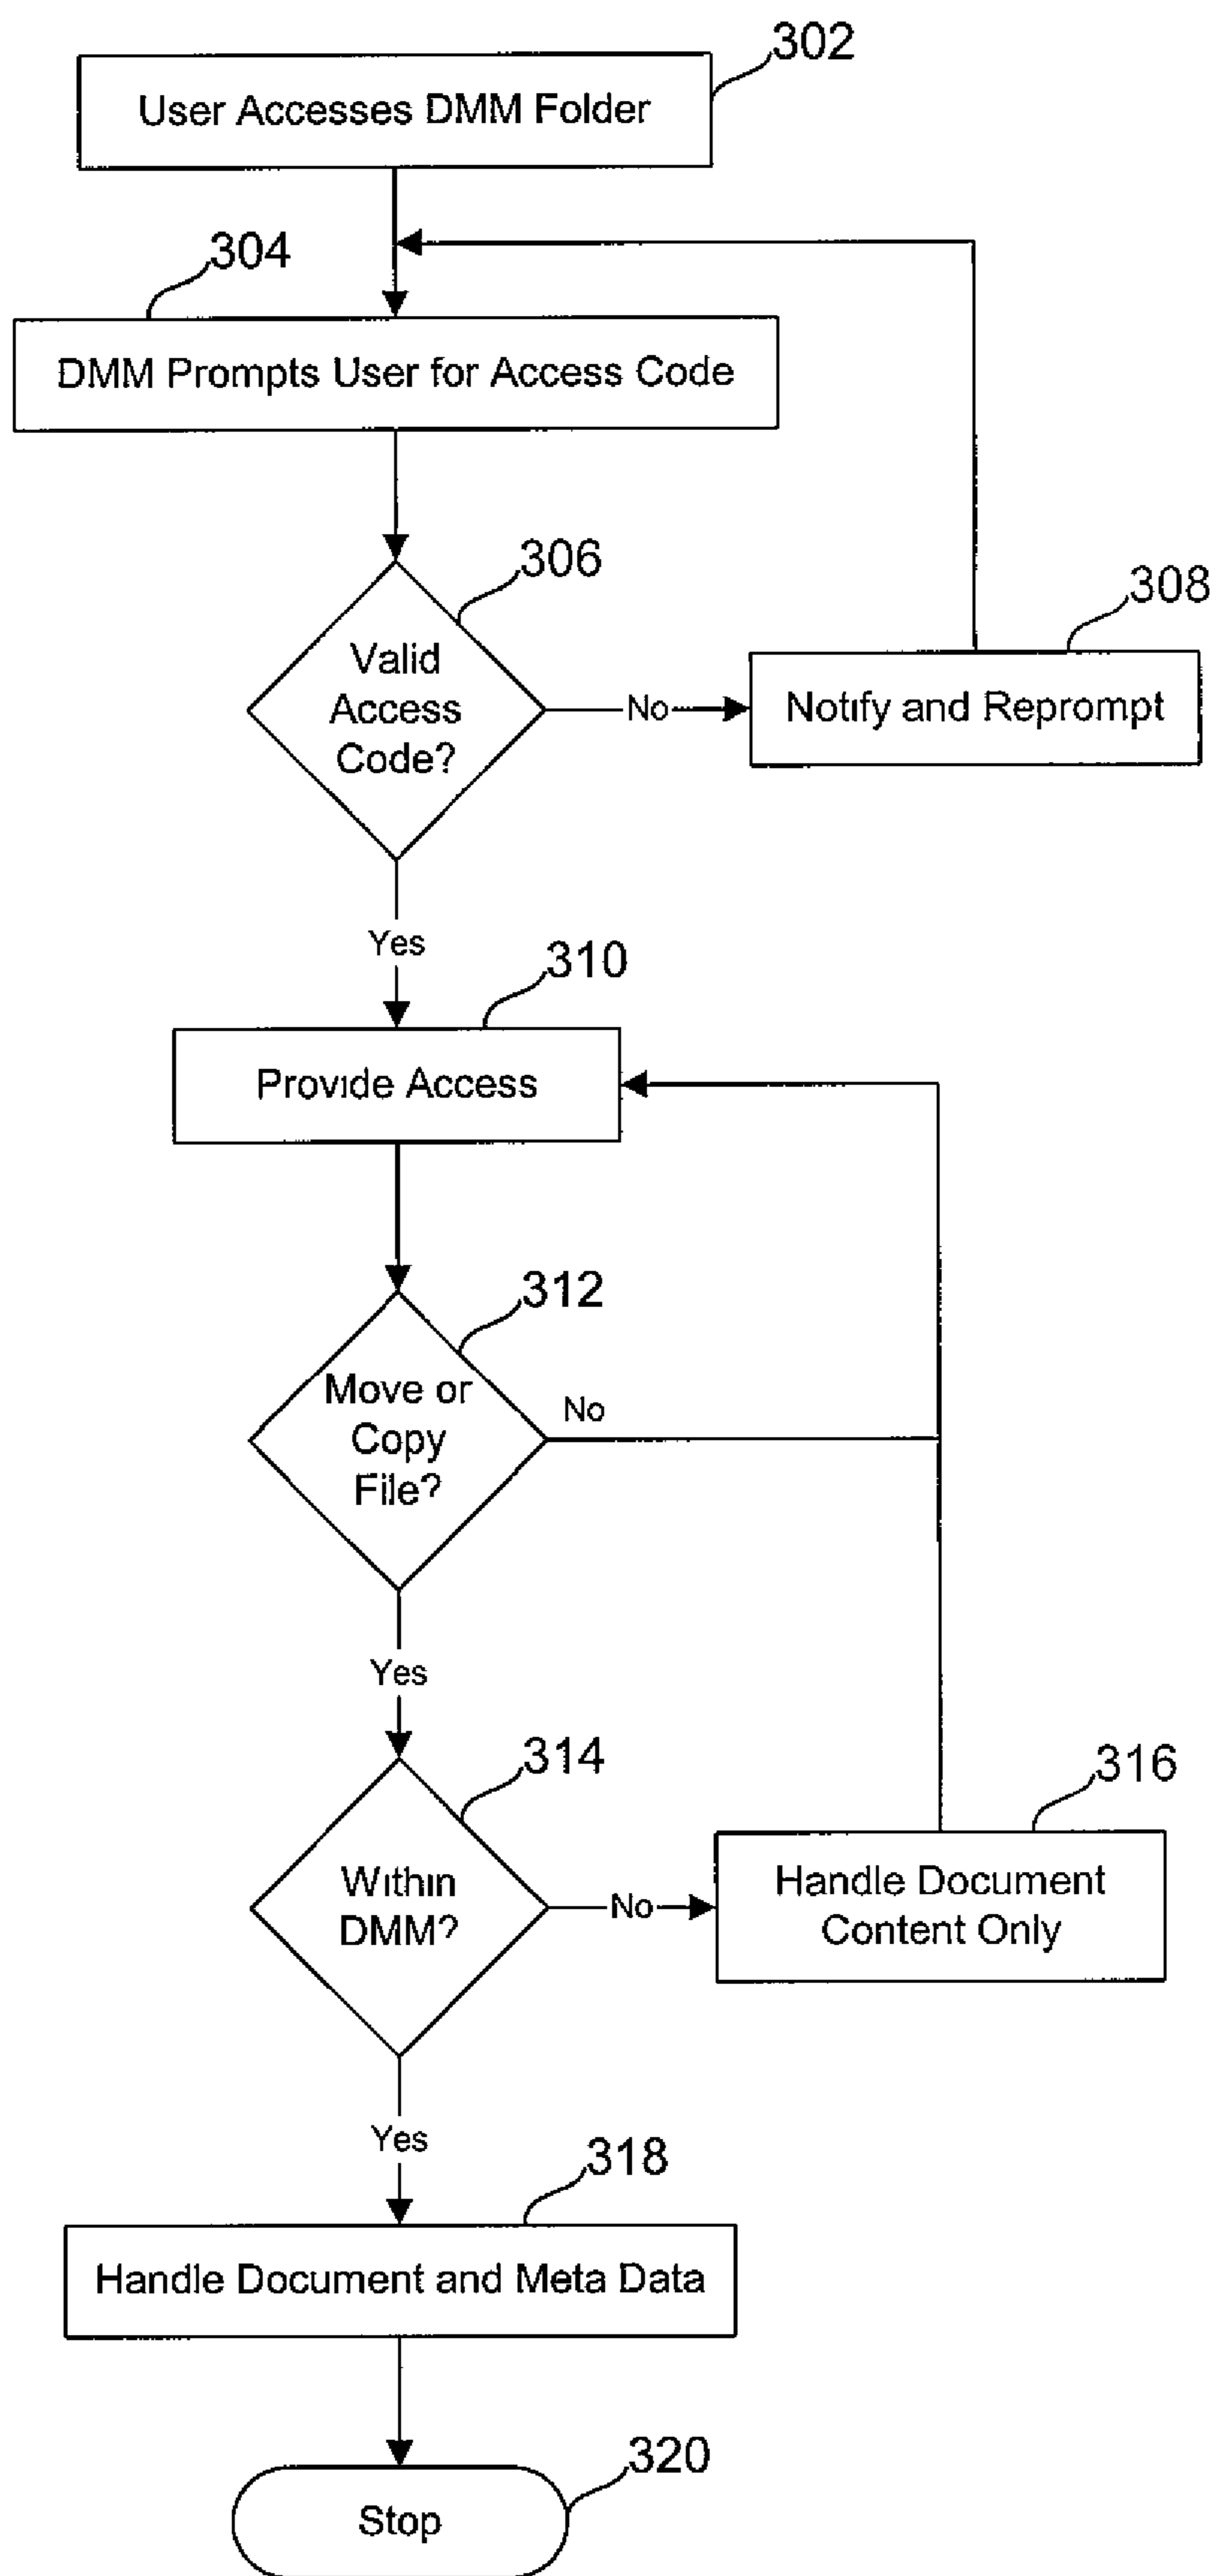 302
User Accesses DMM Folder
304
DMM Prompts User for Access Code
306
Valid
Access
Code?
No
308
Notify and Reprompt
Yes
310
Provide Access
312
Move or
Copy
File?
No
Yes
314
Within
DMM?
No
316
Handle Document
Content Only
Yes
318
Handle Document and Meta Data
320
Stop